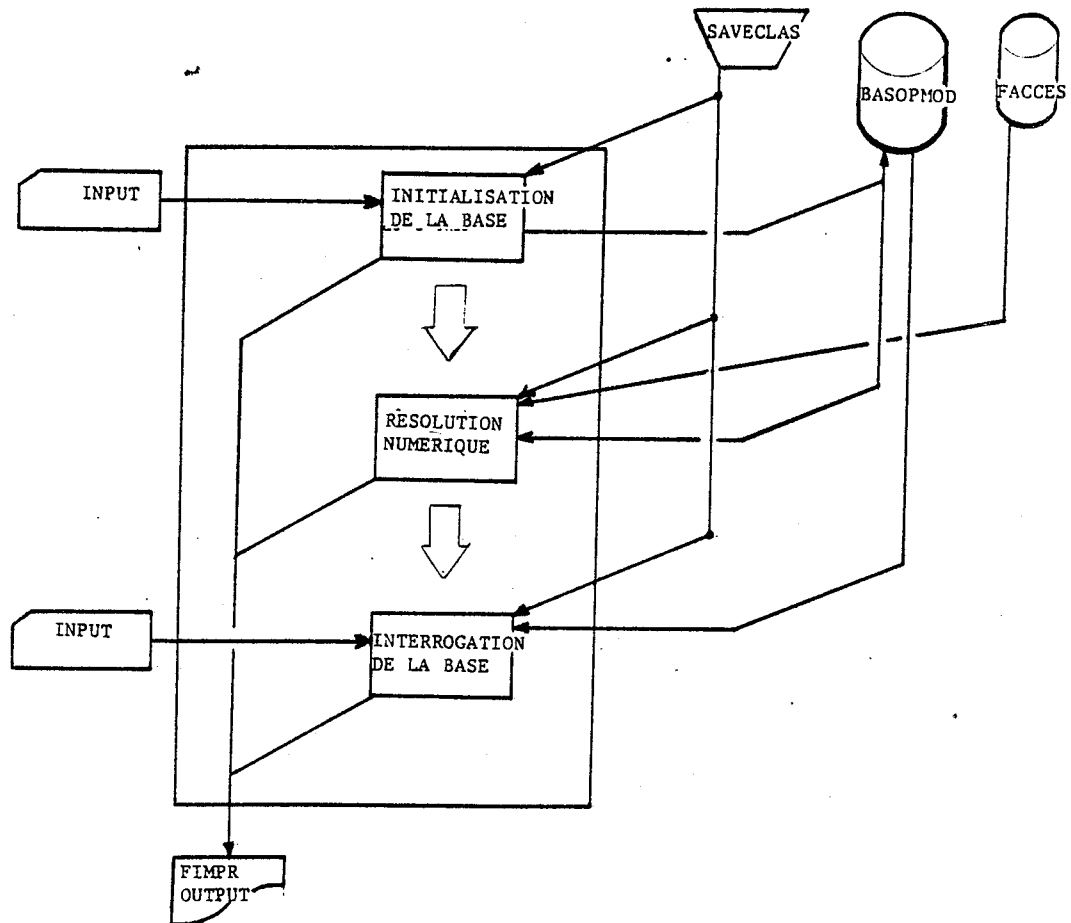 SAVECLAS
BASOPMOD
FACCES
INPUT
INITIALISATION
DE LA BASE
RESOLUTION
NUMERIQUE
INPUT
INTERROGATION
DE LA BASE
FIMPR
OUTPUT